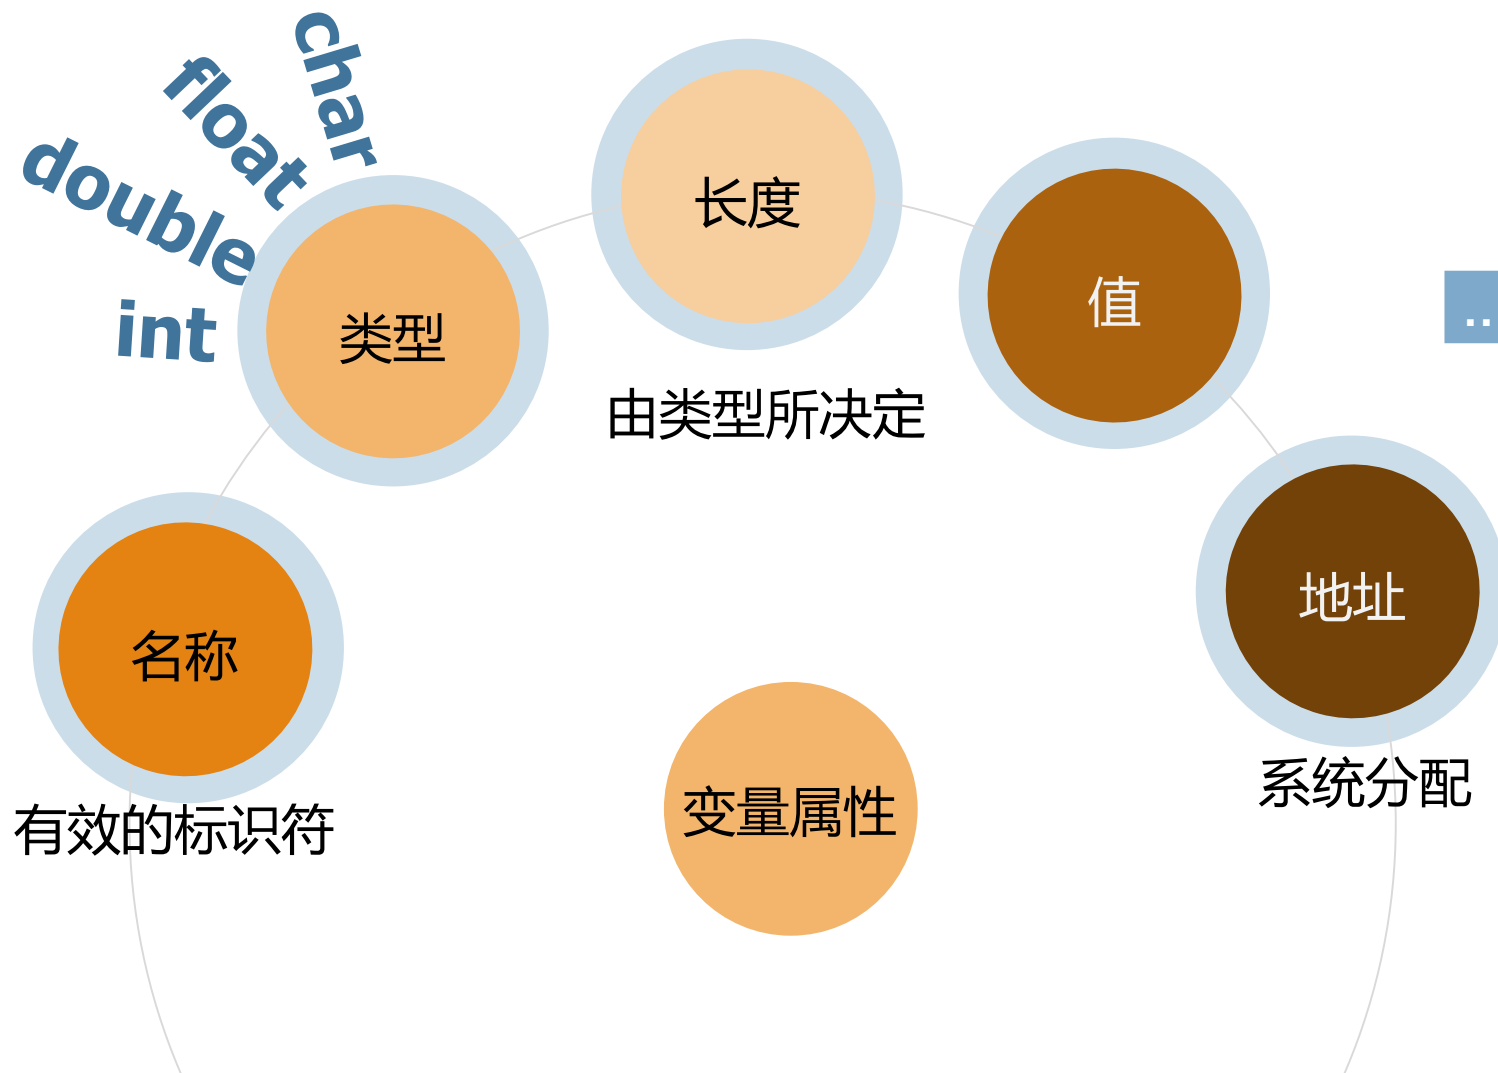 char
float
double
int
类型
长度
由类型所决定
值
..
地址
系统分配
名称
有效的标识符
变量属性